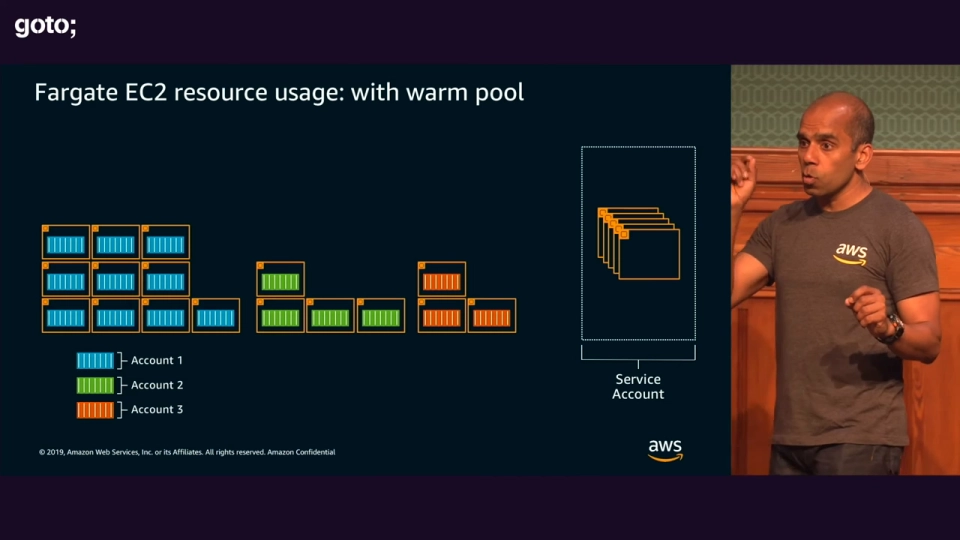 goto;
Fargate EC2 resource usage: with warm pool
aws
Account 1
Account 2
Account 3
Service
Account
© 2019, Amazon Web Services, Inc. or its Affiliates. All rights reserved. Amazon Confidential
aws